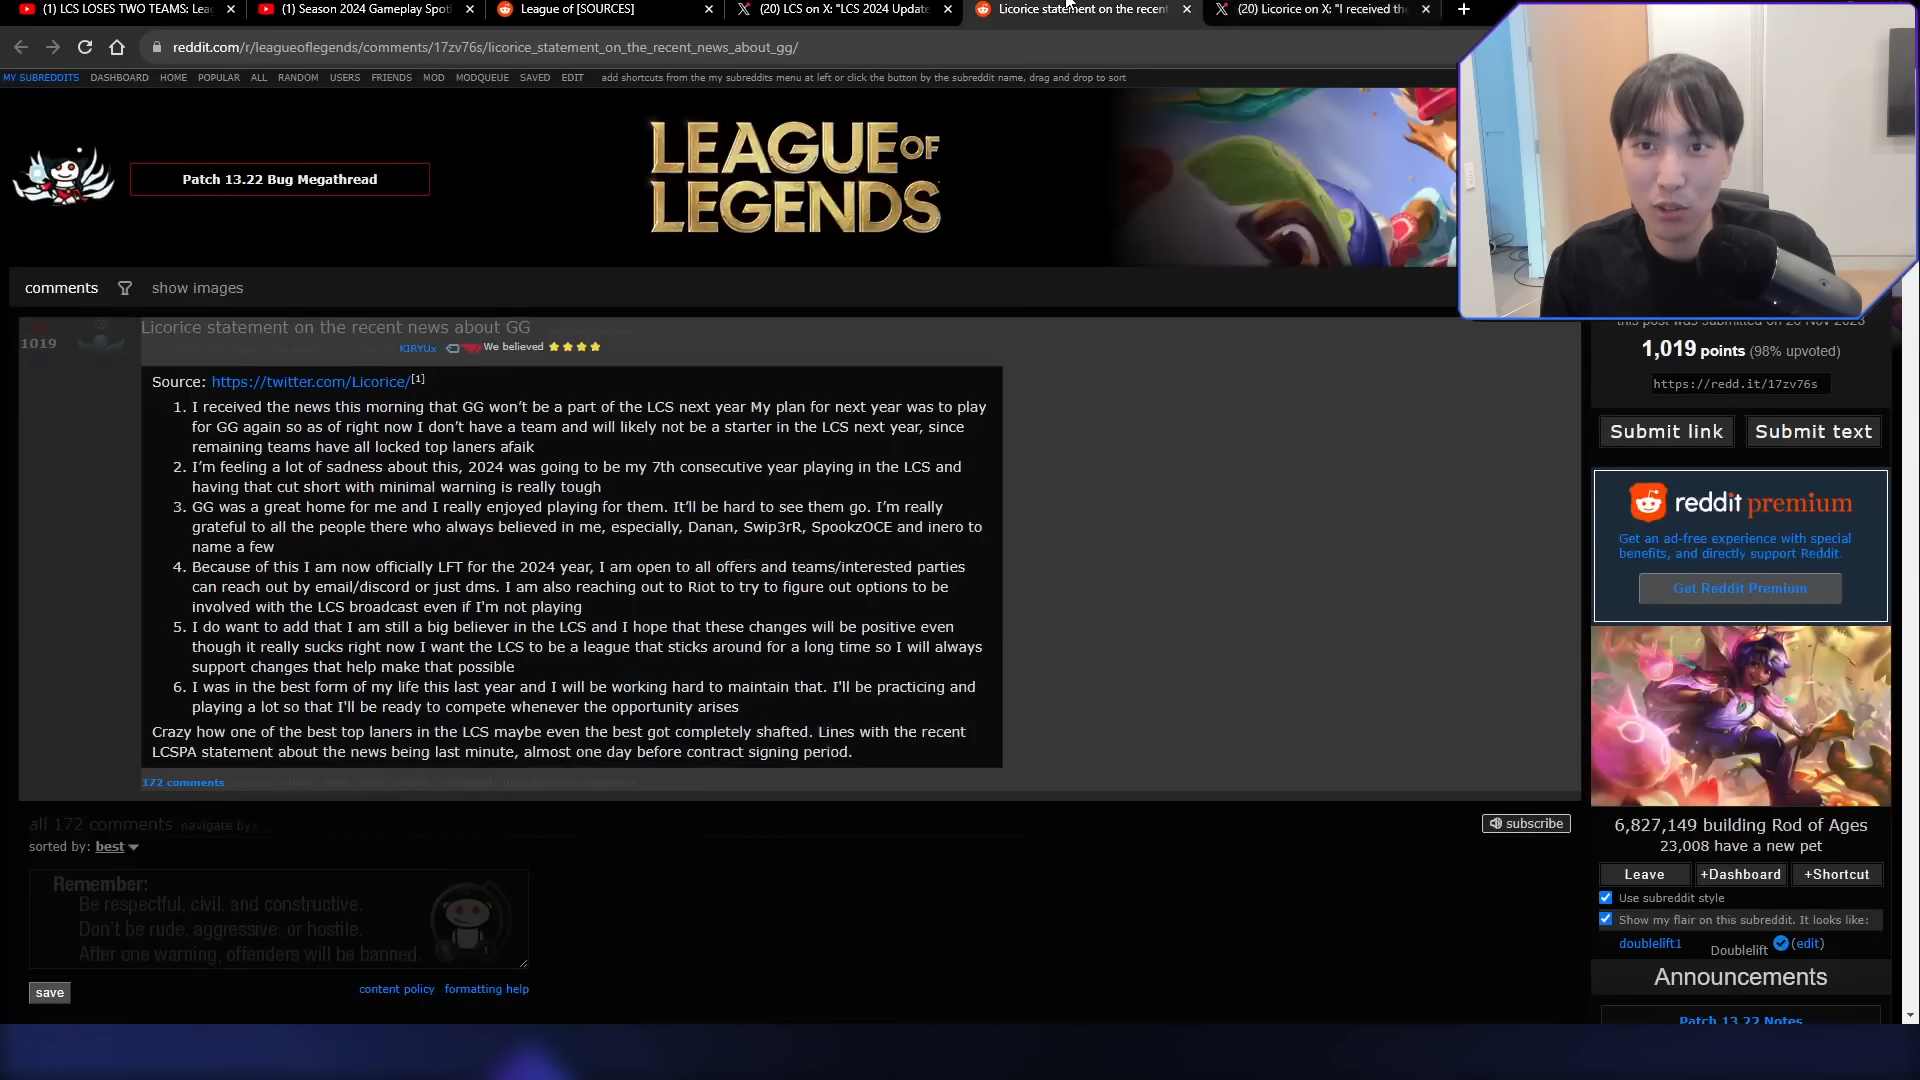 (1) LCS LOSES TWO TEAMS: Lea
(1) Season 2024 Gameplay Spotl
League of [SOURCES]
(20) LCS on X: "LCS 2024 Update
Licorice statement on the recent
(20) Licorice on X: "I received the
reddit.com/r/leagueoflegends/comments/17zv76s/licorice_statement_on_the_recent_news_about_gg/
MY SUBREDDITS DASHBOARD HOME POPULAR ALL RANDOM USERS FRIENDS MOD MODQUEUE SAVED EDIT add shortcuts from the my subreddits menu at left or click the button by the subreddit name, drag and drop to sort
LEAGUE OF
LEGENDS
Patch 13.22 Bug Megathread
comments show images
Licorice statement on the recent news about GG
1019
KIRYUx We believed
Source: https://twitter.com/Licorice/[1]
1. I received the news this morning that GG won't be a part of the LCS next year My plan for next year was to play
for GG again so as of right now I don't have a team and will likely not be a starter in the LCS next year, since
remaining teams have all locked top laners afaik
2. I'm feeling a lot of sadness about this, 2024 was going to be my 7th consecutive year playing in the LCS and
having that cut short with minimal warning is really tough
3. GG was a great home for me and I really enjoyed playing for them. It'll be hard to see them go. I'm really
grateful to all the people there who always believed in me, especially, Danan, Swip3rR, SpookzOCE and inero to
name a few
4. Because of this I am now officially LFT for the 2024 year, I am open to all offers and teams/interested parties
can reach out by email/discord or just dms. I am also reaching out to Riot to try to figure out options to be
involved with the LCS broadcast even if I'm not playing
5. I do want to add that I am still a big believer in the LCS and I hope that these changes will be positive even
though it really sucks right now I want the LCS to be a league that sticks around for a long time so I will always
support changes that help make that possible
6. I was in the best form of my life this last year and I will be working hard to maintain that. I'll be practicing and
playing a lot so that I'll be ready to compete whenever the opportunity arises
Crazy how one of the best top laners in the LCS maybe even the best got completely shafted. Lines with the recent
LCSPA statement about the news being last minute, almost one day before contract signing period.
172 comments
all 172 comments navigate by
sorted by: best
subscribe
Remember:
Be respectful, civil, and constructive.
Don't be rude, aggressive, or hostile.
After one warning, offenders will be banned.
save
content policy formatting help
this post was submitted on 20 Nov 2023
1,019 points (98% upvoted)
https://redd.it/17zv76s
Submit link Submit text
reddit premium
Get an ad-free experience with special
benefits, and directly support Reddit.
Get Reddit Premium
6,827,149 building Rod of Ages
23,008 have a new pet
Leave +Dashboard +Shortcut
Use subreddit style
Show my flair on this subreddit. It looks like:
doublelift1 Doublelift (edit)
Announcements
Patch 13.22 Notes